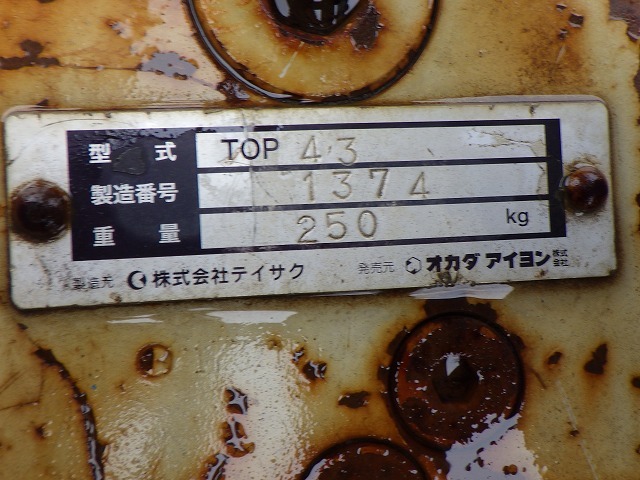 型 式 TOP 43
製造番号 1374
重 量 250 kg
製造元 株式会社テイサク 発売元 オカダ アイヨン 株式会社